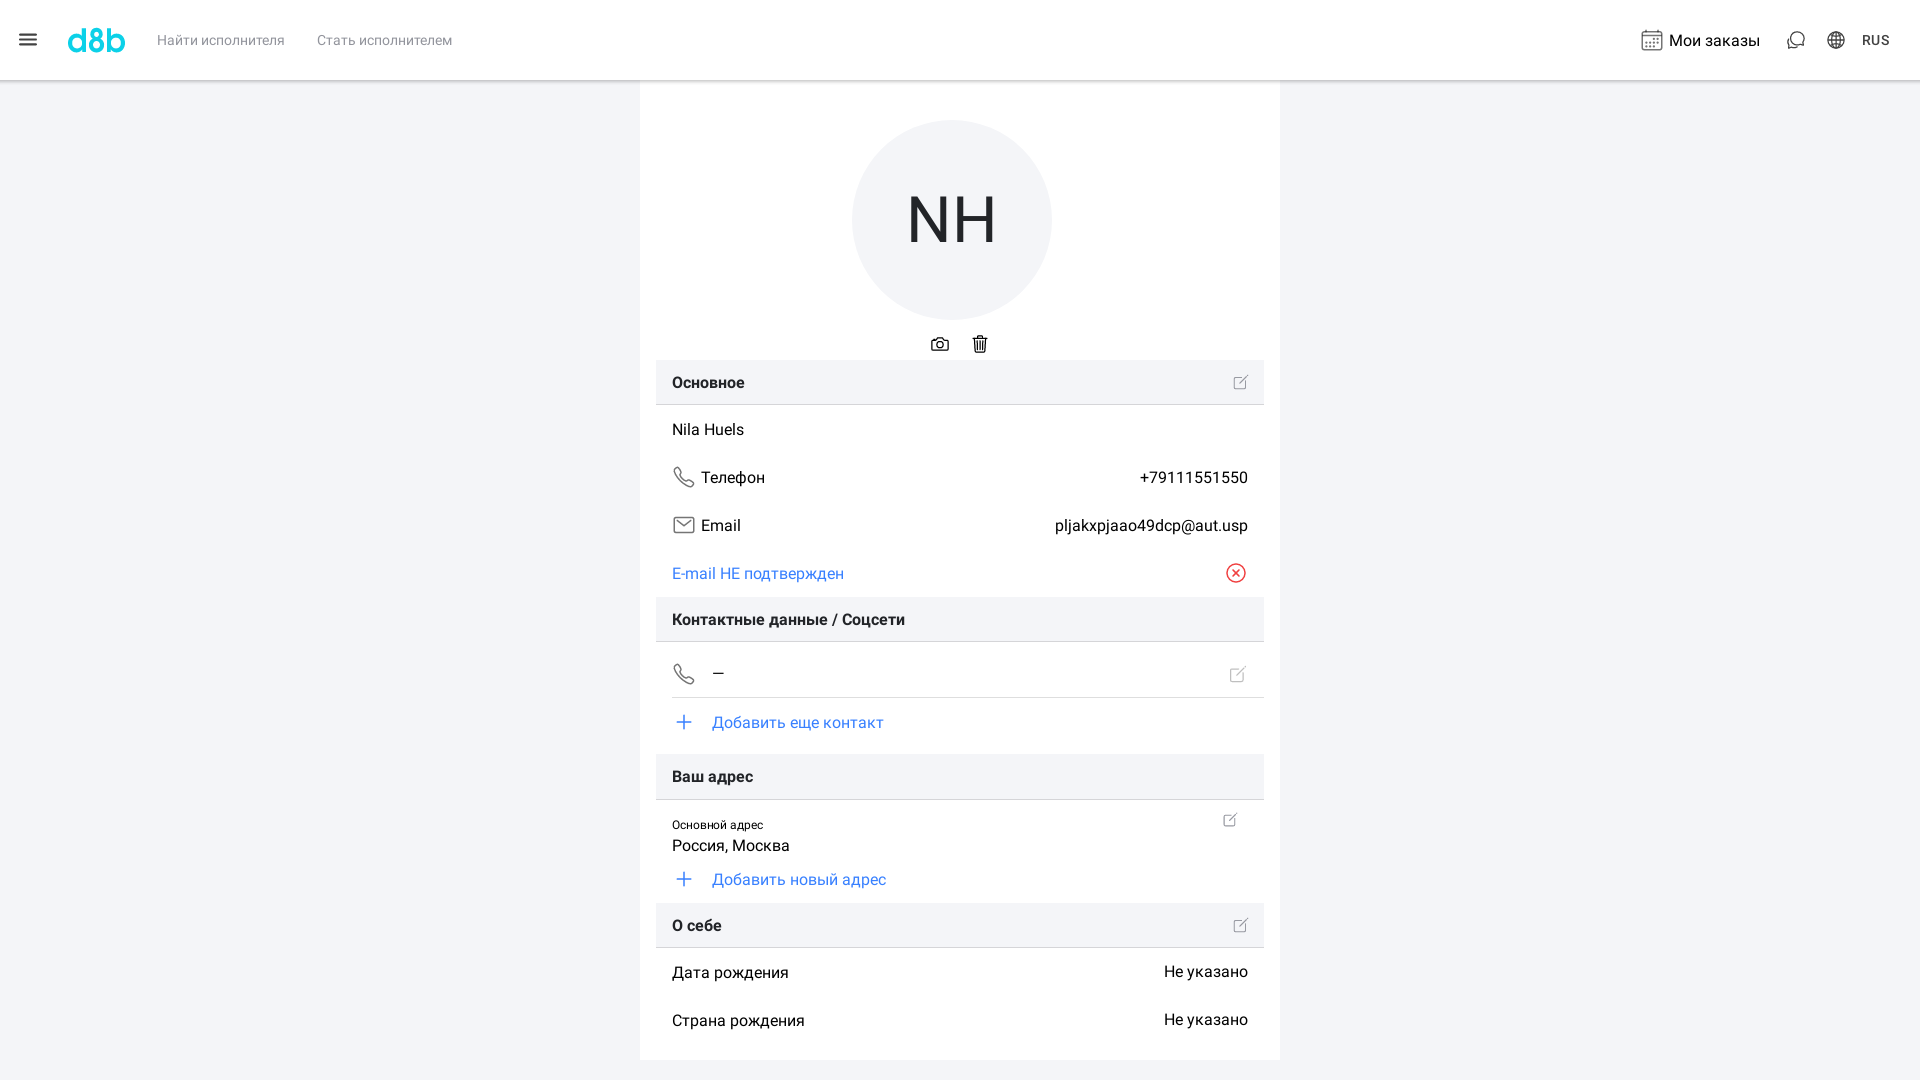 d8b
Найти исполнителя
Стать исполнителем
Мои заказы
RUS
NH
Основное
Nila Huels
Телефон
+79111551550
Email
pljakxpjaao49dcp@aut.usp
E-mail НЕ подтвержден
Контактные данные / Соцсети
—
Добавить еще контакт
Ваш адрес
Основной адрес
Россия, Москва
Добавить новый адрес
О себе
Дата рождения
Не указано
Страна рождения
Не указано